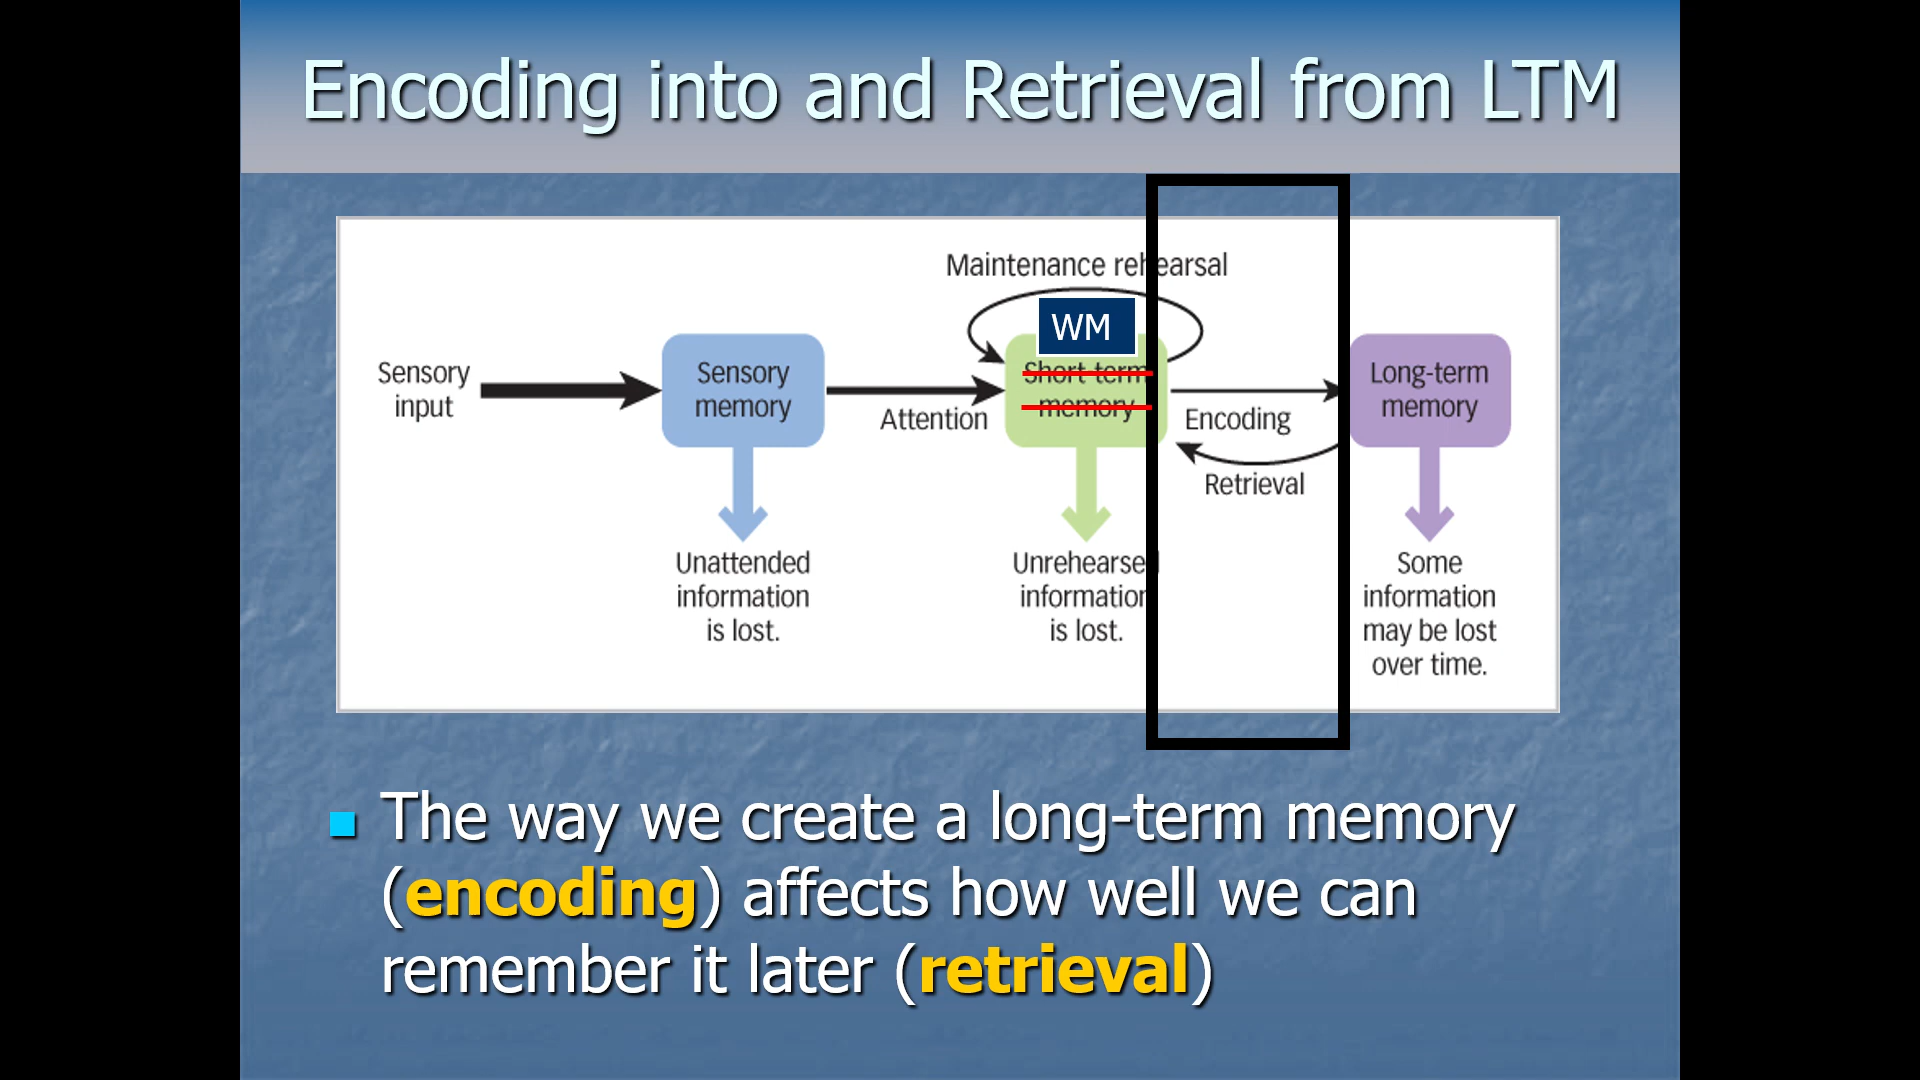 Encoding into and Retrieval from LTM
Maintenance rehearsal
WM
Sensory
input
Sensory
memory
Attention
Short-term
memory
Encoding
Retrieval
Long-term
memory
Unattended
information
is lost.
Unrehearsed
information
is lost.
Some
information
may be lost
over time.
The way we create a long-term memory
(encoding) affects how well we can
remember it later (retrieval)